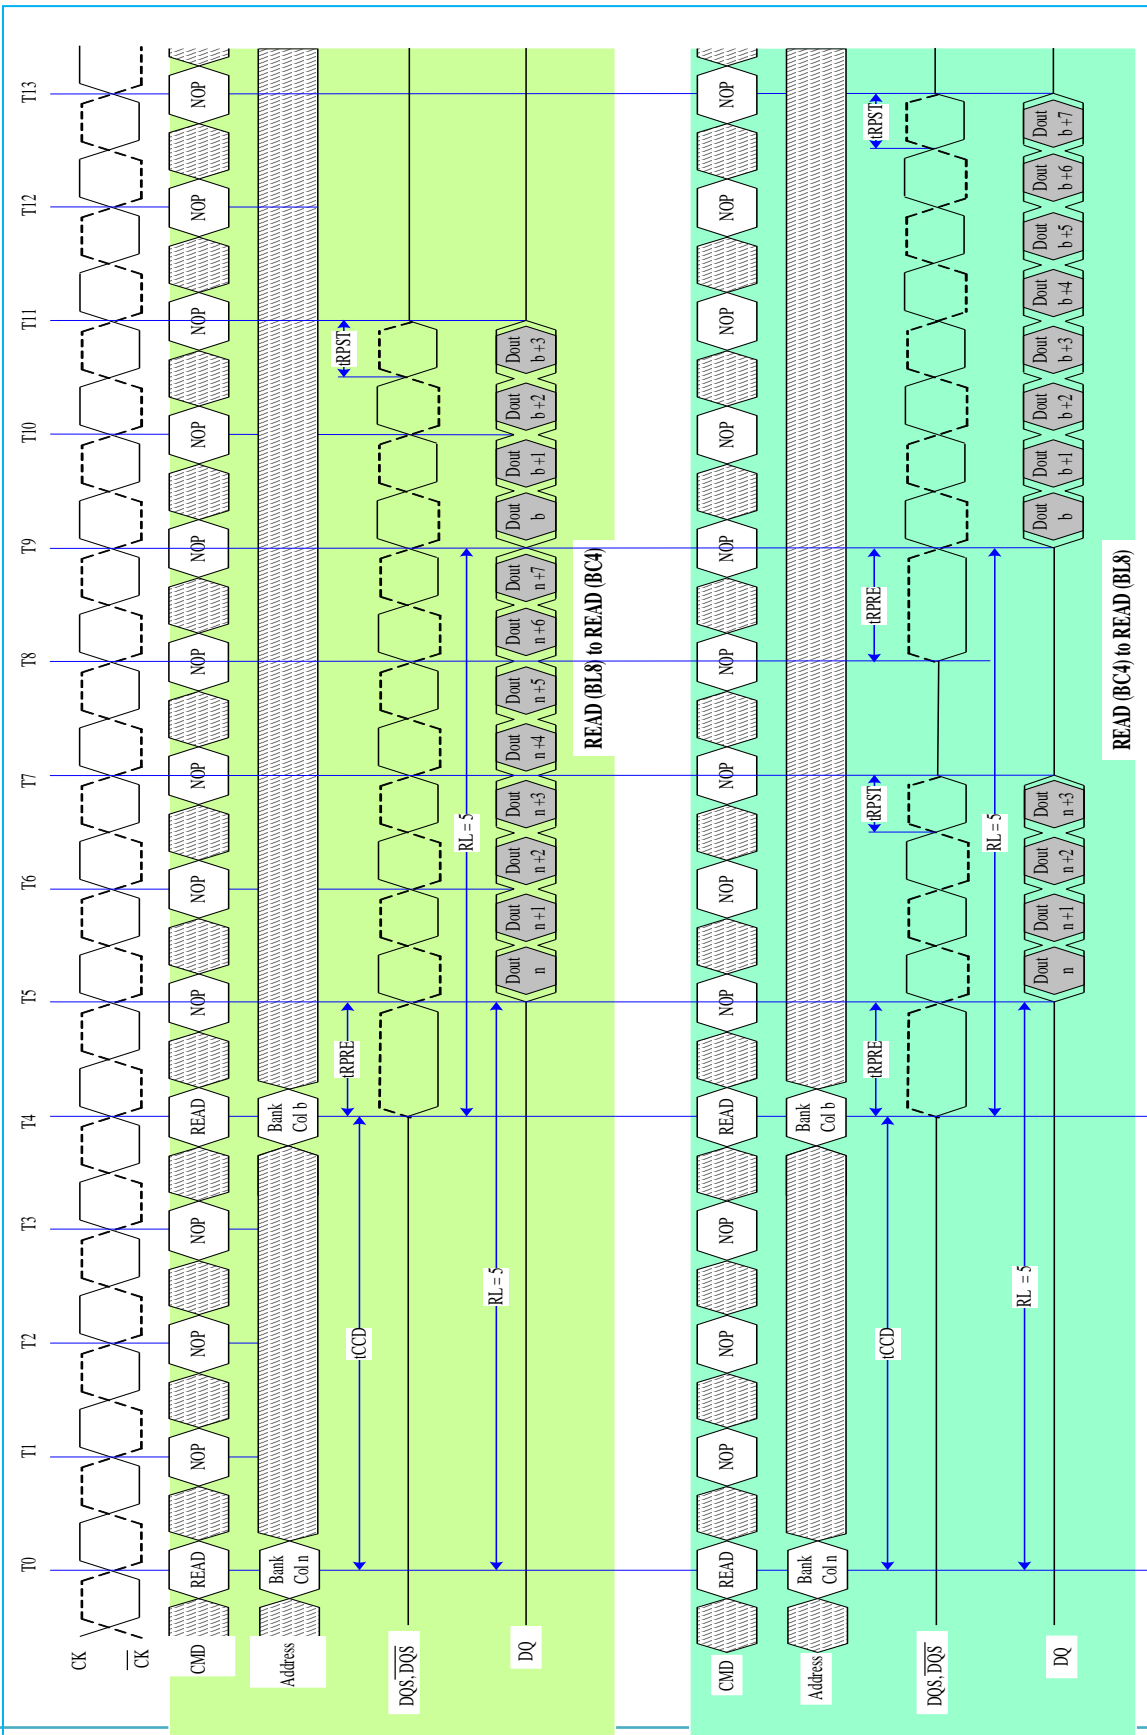 T0 T1 T2 T3 T4 T5 T6 T7 T8 T9 T10 T11 T12 T13
CK
CK
CMD READ NOP NOP NOP READ NOP NOP NOP NOP NOP NOP NOP NOP NOP
Address
Bank
Col n
Bank
Col b
tRPRE
tRPST
tCCD
DQS, DQS
RL = 5
RL = 5
DQ
Dout
n
Dout
n +1
Dout
n +2
Dout
n +3
Dout
n +4
Dout
n +5
Dout
n +6
Dout
n +7
Dout
b
Dout
b +1
Dout
b +2
Dout
b +3
READ (BL8) to READ (BC4)
CMD READ NOP NOP NOP READ NOP NOP NOP NOP NOP NOP NOP NOP NOP
Address
Bank
Col n
Bank
Col b
tRPRE
tRPST
tRPRE
tRPST
tCCD
DQS, DQS
RL = 5
RL = 5
DQ
Dout
n
Dout
n +1
Dout
n +2
Dout
n +3
Dout
b
Dout
b +1
Dout
b +2
Dout
b +3
Dout
b +4
Dout
b +5
Dout
b +6
Dout
b +7
READ (BC4) to READ (BL8)